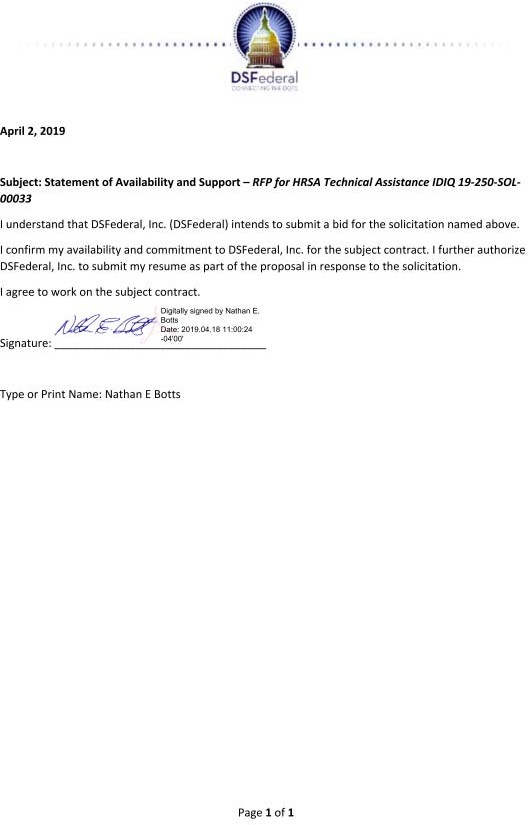 DSFederal
CONNECTING THE DOTS
April 2, 2019
Subject: Statement of Availability and Support – RFP for HRSA Technical Assistance IDIQ 19-250-SOL-
00033
I understand that DSFederal, Inc. (DSFederal) intends to submit a bid for the solicitation named above.
I confirm my availability and commitment to DSFederal, Inc. for the subject contract. I further authorize
DSFederal, Inc. to submit my resume as part of the proposal in response to the solicitation.
I agree to work on the subject contract.
Nathan E Botts
Digitally signed by Nathan E.
Botts
Date: 2019.04.18 11:00:24
-04'00'
Signature: ___________________________________
Type or Print Name: Nathan E Botts
Page 1 of 1